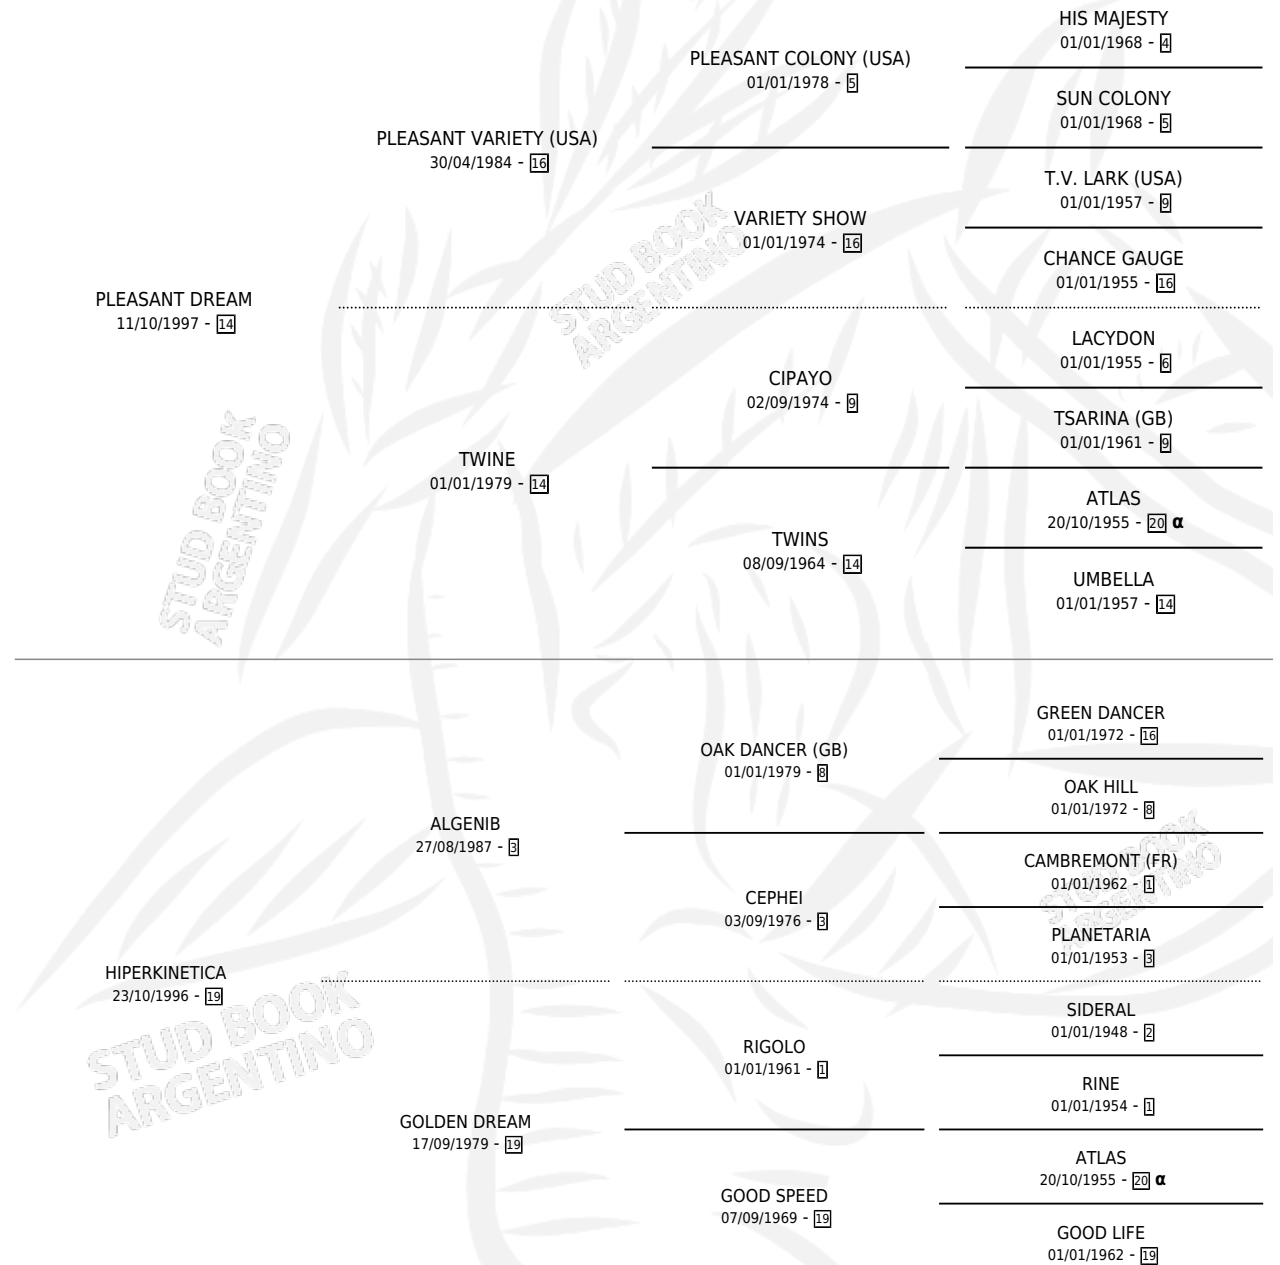 HIS MAJESTY
01/01/1968 - 4
PLEASANT COLONY (USA)
01/01/1978 - 5
SUN COLONY
01/01/1968 - 5
PLEASANT VARIETY (USA)
30/04/1984 - 16
T.V. LARK (USA)
01/01/1957 - 9
VARIETY SHOW
01/01/1974 - 16
CHANCE GAUGE
01/01/1955 - 16
PLEASANT DREAM
11/10/1997 - 14
STUD BOOK
ARGENTINO
LACYDON
01/01/1955 - 6
CIPAYO
02/09/1974 - 9
TSARINA (GB)
01/01/1961 - 9
TWINE
01/01/1979 - 14
ATLAS
20/10/1955 - 20 α
TWINS
08/09/1964 - 14
UMBELLA
01/01/1957 - 14
STUD BOOK
ARGENTINO
GREEN DANCER
01/01/1972 - 16
OAK DANCER (GB)
01/01/1979 - 8
OAK HILL
01/01/1972 - 8
ALGENIB
27/08/1987 - 3
CAMBREMONT (FR)
01/01/1962 - 1
STUD BOOK
ARGENTINO
CEPHEI
03/09/1976 - 3
PLANETARIA
01/01/1953 - 3
HIPERKINETICA
23/10/1996 - 19
STUD BOOK
ARGENTINO
SIDERAL
01/01/1948 - 2
RIGOLO
01/01/1961 - 1
RINE
01/01/1954 - 1
GOLDEN DREAM
17/09/1979 - 19
ATLAS
20/10/1955 - 20 α
GOOD SPEED
07/09/1969 - 19
GOOD LIFE
01/01/1962 - 19